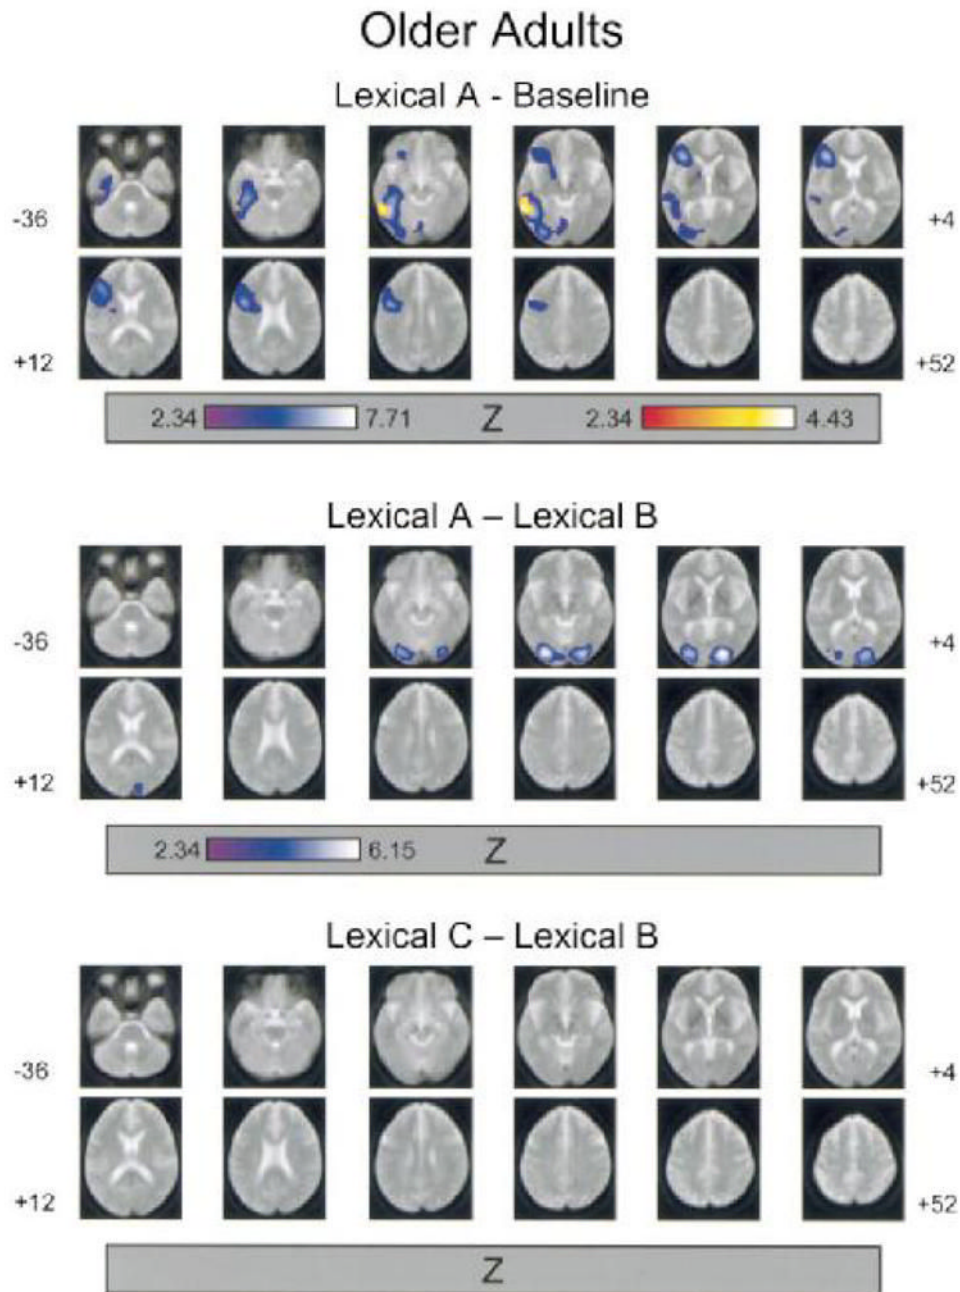 Older Adults
Lexical A - Baseline
-36 +4
+12 +52
2.34 7.71 Z 2.34 4.43
Lexical A – Lexical B
-36 +4
+12 +52
2.34 6.15 Z
Lexical C – Lexical B
-36 +4
+12 +52
Z